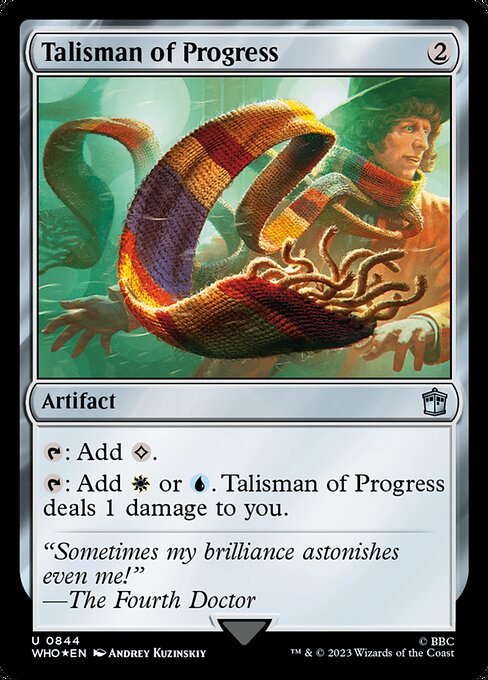 Talisman of Progress 2
Artifact
: Add .
: Add or . Talisman of Progress
deals 1 damage to you.
“Sometimes my brilliance astonishes
even me!”
—The Fourth Doctor
U 0844
WHO★EN Andrey Kuzinskiy
© BBC
™ & © 2023 Wizards of the Coast